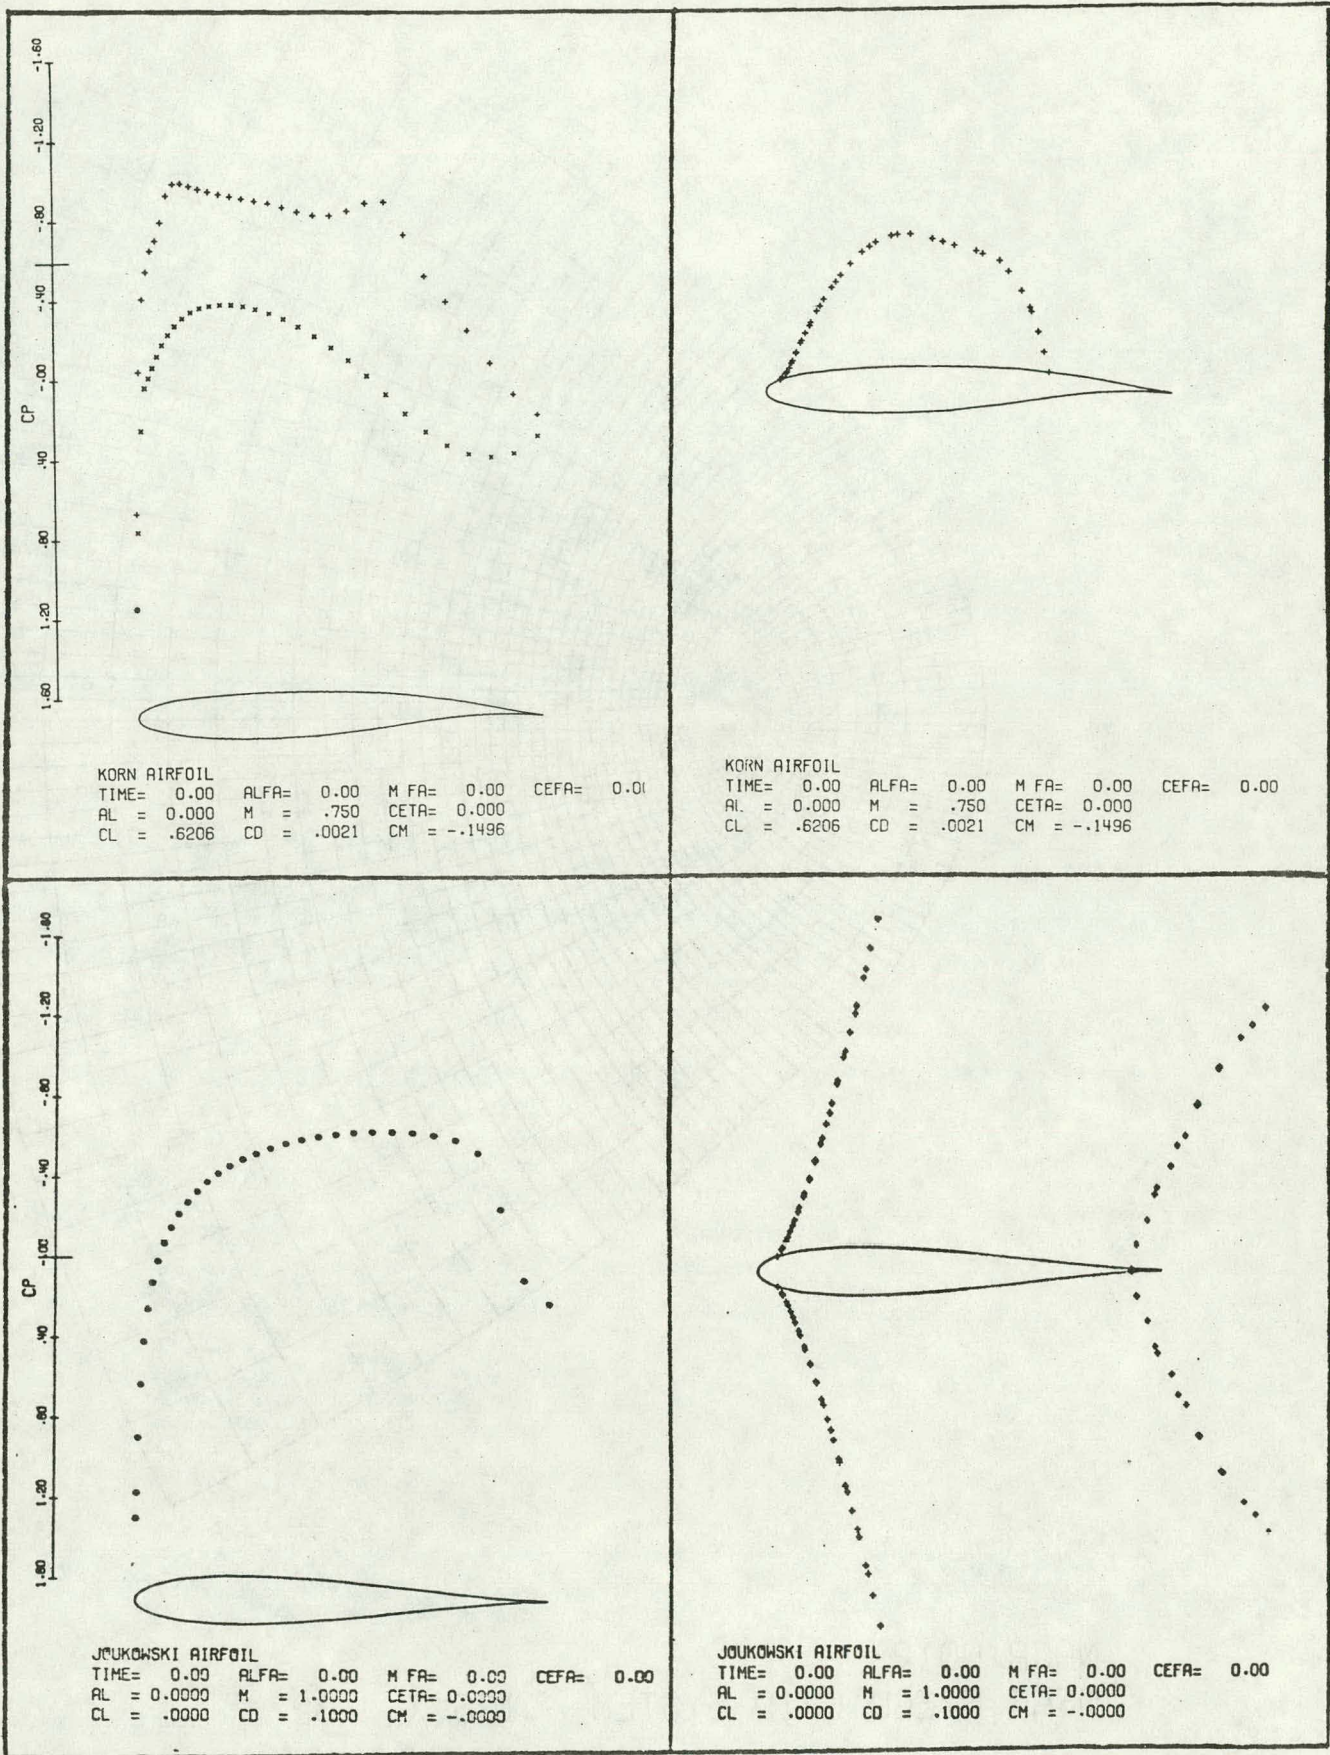 -1.60
-1.20
-.80
-.40
-.00
CP
.40
.80
1.20
1.60
KORN AIRFOIL
TIME= 0.00 ALFA= 0.00 M FA= 0.00 CEFA= 0.0
AL = 0.000 M = .750 CETA= 0.000
CL = .6206 CD = .0021 CM = -.1496
KORN AIRFOIL
TIME= 0.00 ALFA= 0.00 M FA= 0.00 CEFA= 0.00
AL = 0.000 M = .750 CETA= 0.000
CL = .6206 CD = .0021 CM = -.1496
-1.60
-1.20
-.80
-.40
-.00
CP
.40
.80
1.20
1.60
JOUKOWSKI AIRFOIL
TIME= 0.00 ALFA= 0.00 M FA= 0.00 CEFA= 0.00
AL = 0.0000 M = 1.0000 CETA= 0.0000
CL = .0000 CD = .1000 CM = -.0000
JOUKOWSKI AIRFOIL
TIME= 0.00 ALFA= 0.00 M FA= 0.00 CEFA= 0.00
AL = 0.0000 M = 1.0000 CETA= 0.0000
CL = .0000 CD = .1000 CM = -.0000